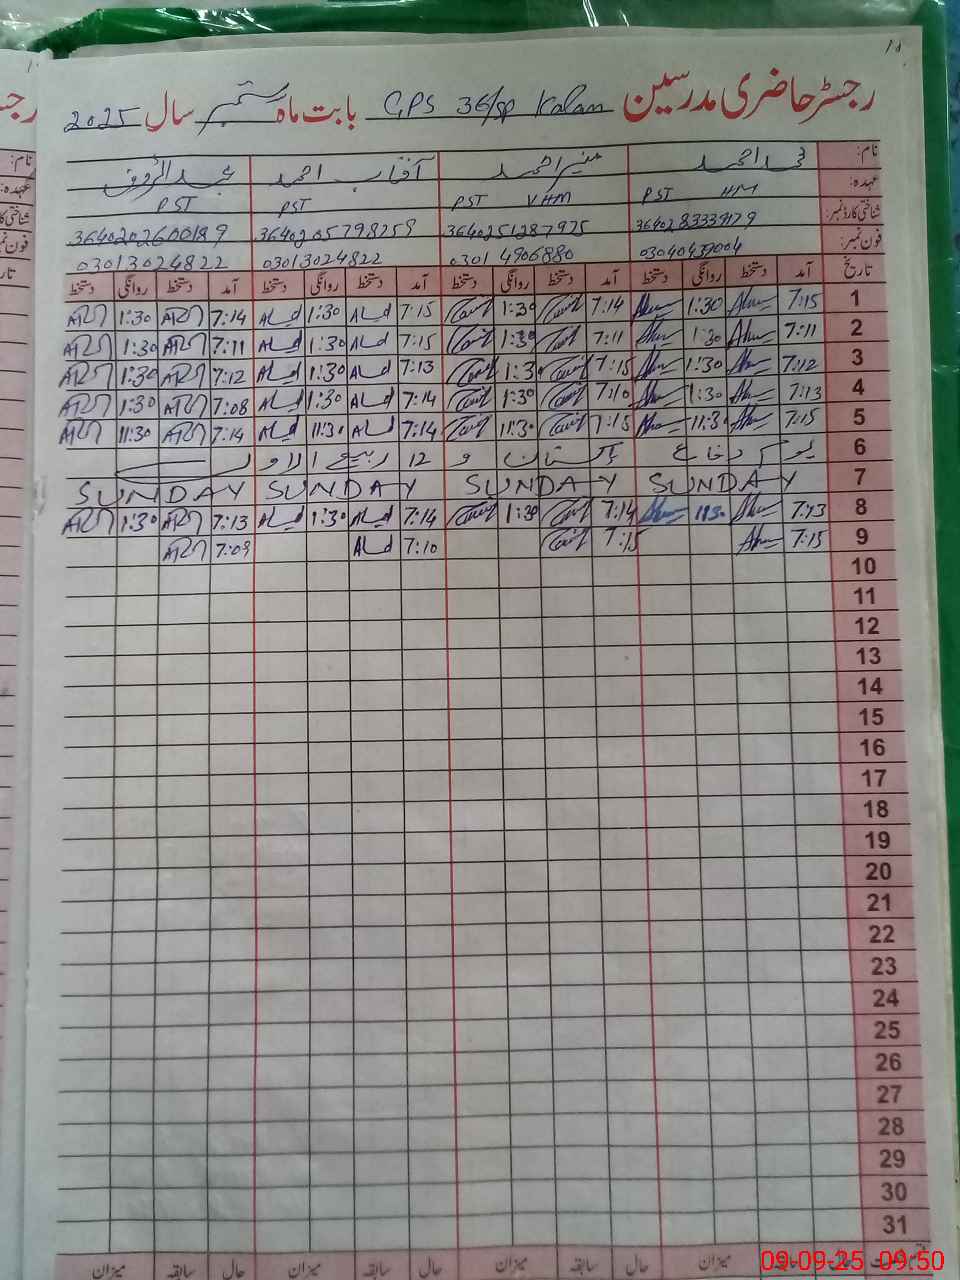 رجسٹر حاضری مدرسین GPS 36/SP Kalan بابت ماہ ستمبر سال 2025
نام: محمد احمد منیر احمد آفتاب احمد عبدالرؤف
عہدہ: PST HM PST VHM PST PST
شناختی کارڈ نمبر: 3640283339179 3640251287975 3640205798259 3640202600189
فون نمبر: 03040439004 0301 4906880 03013024822 03013024822
تاریخ آمد دستخط روانگی دستخط آمد دستخط روانگی دستخط آمد دستخط روانگی دستخط آمد دستخط روانگی دستخط
1 7:15 1:30 7:14 1:30 7:15 1:30 7:14 1:30
2 7:11 1:30 7:11 1:30 7:15 1:30 7:11 1:30
3 7:12 1:30 7:15 1:30 7:13 1:30 7:12 1:30
4 7:13 1:30 7:10 1:30 7:14 1:30 7:08 1:30
5 7:15 11:30 7:15 11:30 7:14 11:30 7:14 11:30
6 یوم دفاع پاکستان و 12 ربیع الاول
7 SUNDAY SUNDAY SUNDAY SUNDAY
8 7:13 7:14 1:30 7:14 1:30 7:13 1:30
9 7:15 7:15 7:10 7:09
10
11
12
13
14
15
16
17
18
19
20
21
22
23
24
25
26
27
28
29
30
31
میزان حال سابقہ میزان حال سابقہ میزان حال سابقہ میزان
09-09-25 09:50